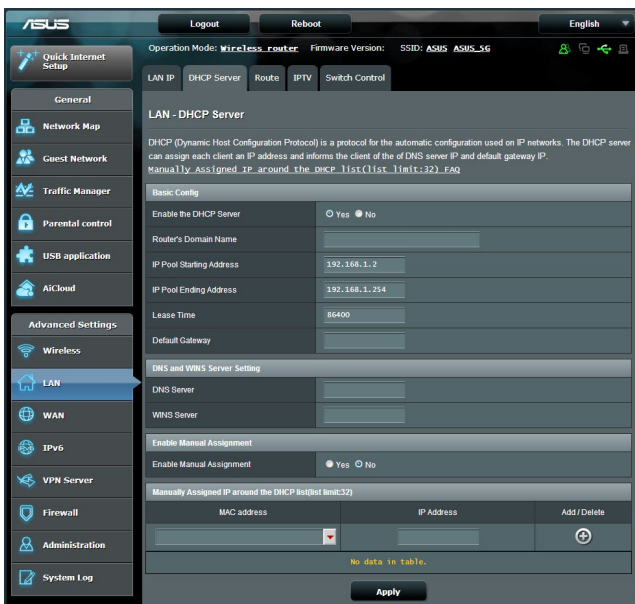 ASUS
Logout
Reboot
English
Quick Internet
Setup
Operation Mode: Wireless router Firmware Version: SSID: ASUS ASUS_5G
LAN IP
DHCP Server
Route
IPTV
Switch Control
General
Network Map
Guest Network
Traffic Manager
Parental control
USB application
AiCloud
Advanced Settings
Wireless
LAN
WAN
IPv6
VPN Server
Firewall
Administration
System Log
LAN - DHCP Server
DHCP (Dynamic Host Configuration Protocol) is a protocol for the automatic configuration used on IP networks. The DHCP server
can assign each client an IP address and informs the client of the of DNS server IP and default gateway IP.
Manually Assigned IP around the DHCP list(list limit:32) FAQ
Basic Config
Enable the DHCP Server Yes No
Router's Domain Name
IP Pool Starting Address 192.168.1.2
IP Pool Ending Address 192.168.1.254
Lease Time 86400
Default Gateway
DNS and WINS Server Setting
DNS Server
WINS Server
Enable Manual Assignment
Enable Manual Assignment Yes No
Manually Assigned IP around the DHCP list(list limit:32)
MAC address IP Address Add / Delete
No data in table.
Apply